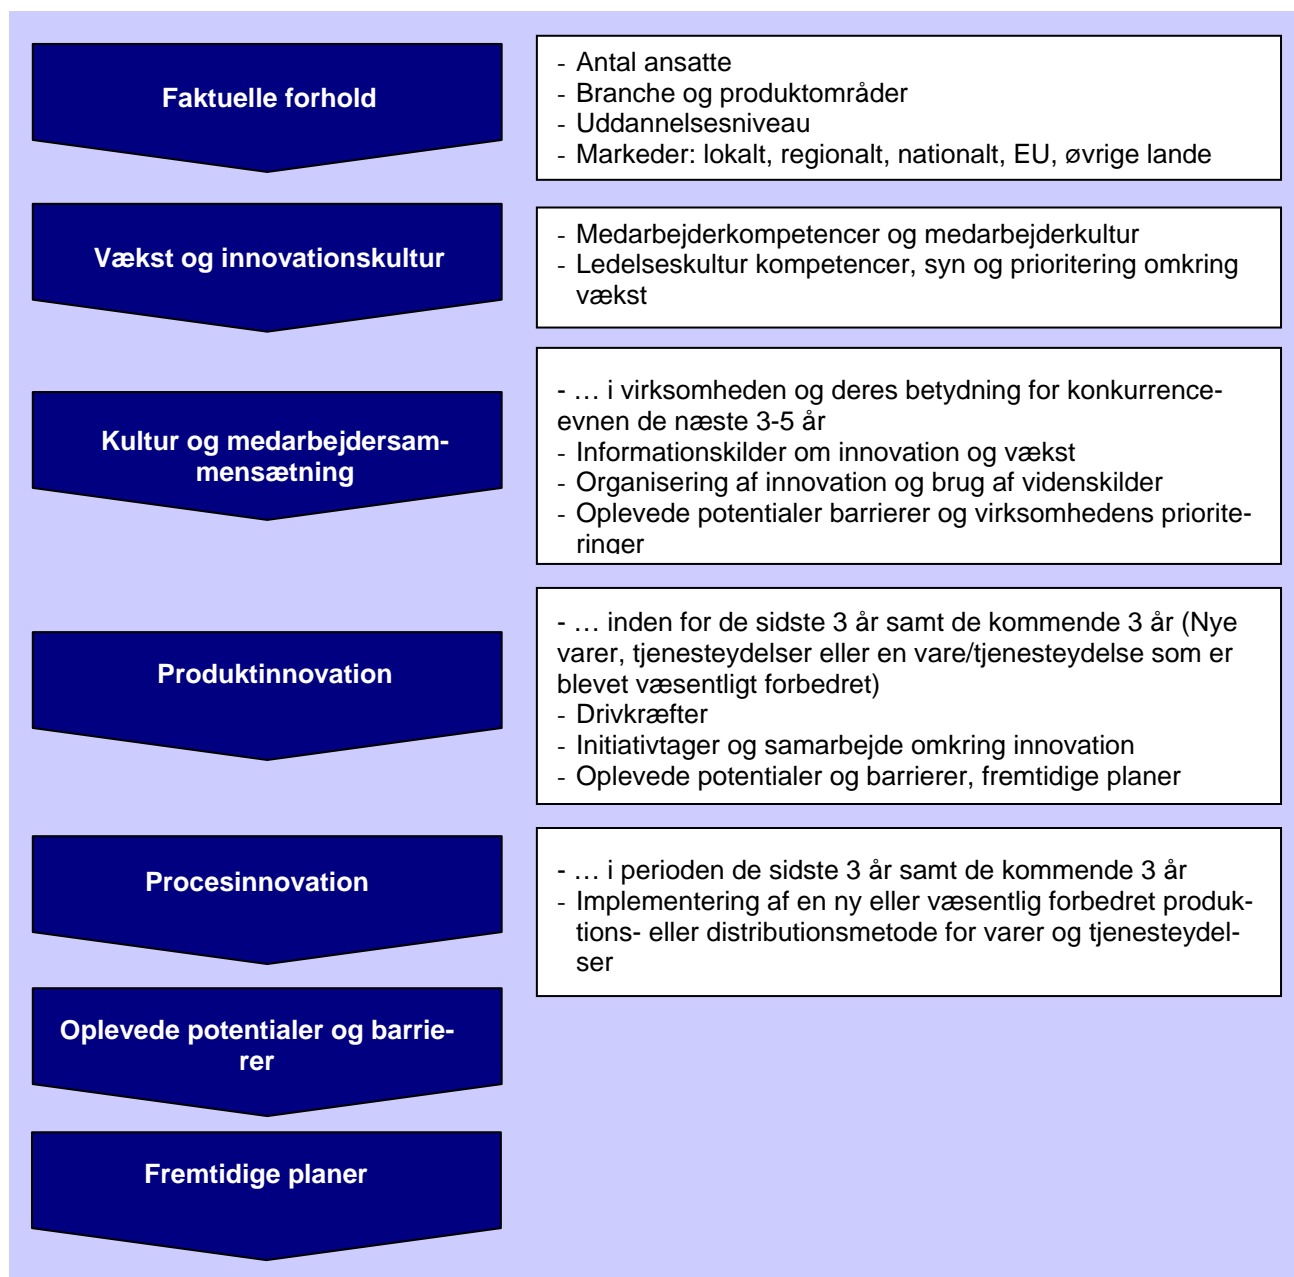 Faktuelle forhold
- Antal ansatte
- Branche og produktområder
- Uddannelsesniveau
- Markeder: lokalt, regionalt, nationalt, EU, øvrige lande
Vækst og innovationskultur
- Medarbejderkompetencer og medarbejderkultur
- Ledelseskultur kompetencer, syn og prioritering omkring
vækst
Kultur og medarbejdersam-
mensætning
- … i virksomheden og deres betydning for konkurrence-
evnen de næste 3-5 år
- Informationskilder om innovation og vækst
- Organisering af innovation og brug af videnskilder
- Oplevede potentialer barrierer og virksomhedens priorite-
ringer
Produktinnovation
- … inden for de sidste 3 år samt de kommende 3 år (Nye
varer, tjenesteydelser eller en vare/tjenesteydelse som er
blevet væsentligt forbedret)
- Drivkræfter
- Initiativtager og samarbejde omkring innovation
- Oplevede potentialer og barrierer, fremtidige planer
Procesinnovation
- … i perioden de sidste 3 år samt de kommende 3 år
- Implementering af en ny eller væsentlig forbedret produk-
tions- eller distributionsmetode for varer og tjenesteydel-
ser
Oplevede potentialer og barrie-
rer
Fremtidige planer